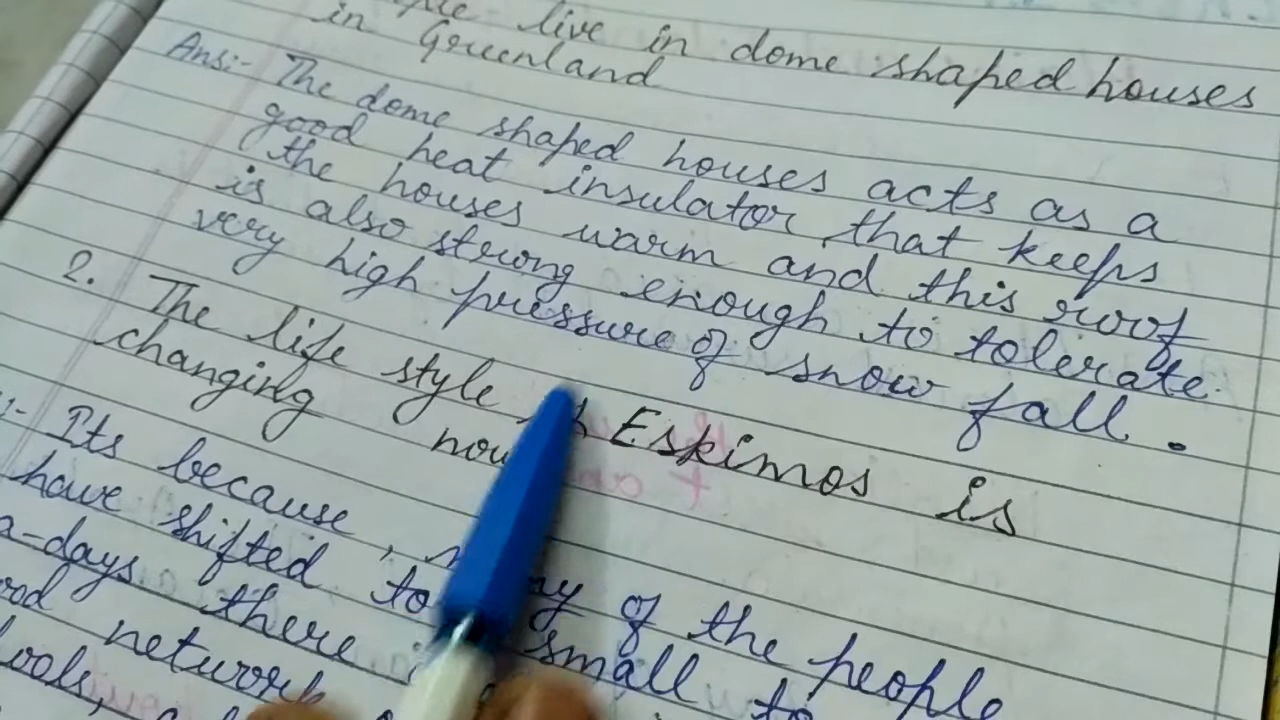 live in dome shaped houses
in Greenland
Ans:- The dome shaped houses acts as a
good heat insulator that keeps
the houses warm and this roof
is also strong enough to tolerate
very high pressure of snow fall.
2. The life style Eskimos is
changing
Its because, of the people
have shifted to small
a-days there
network